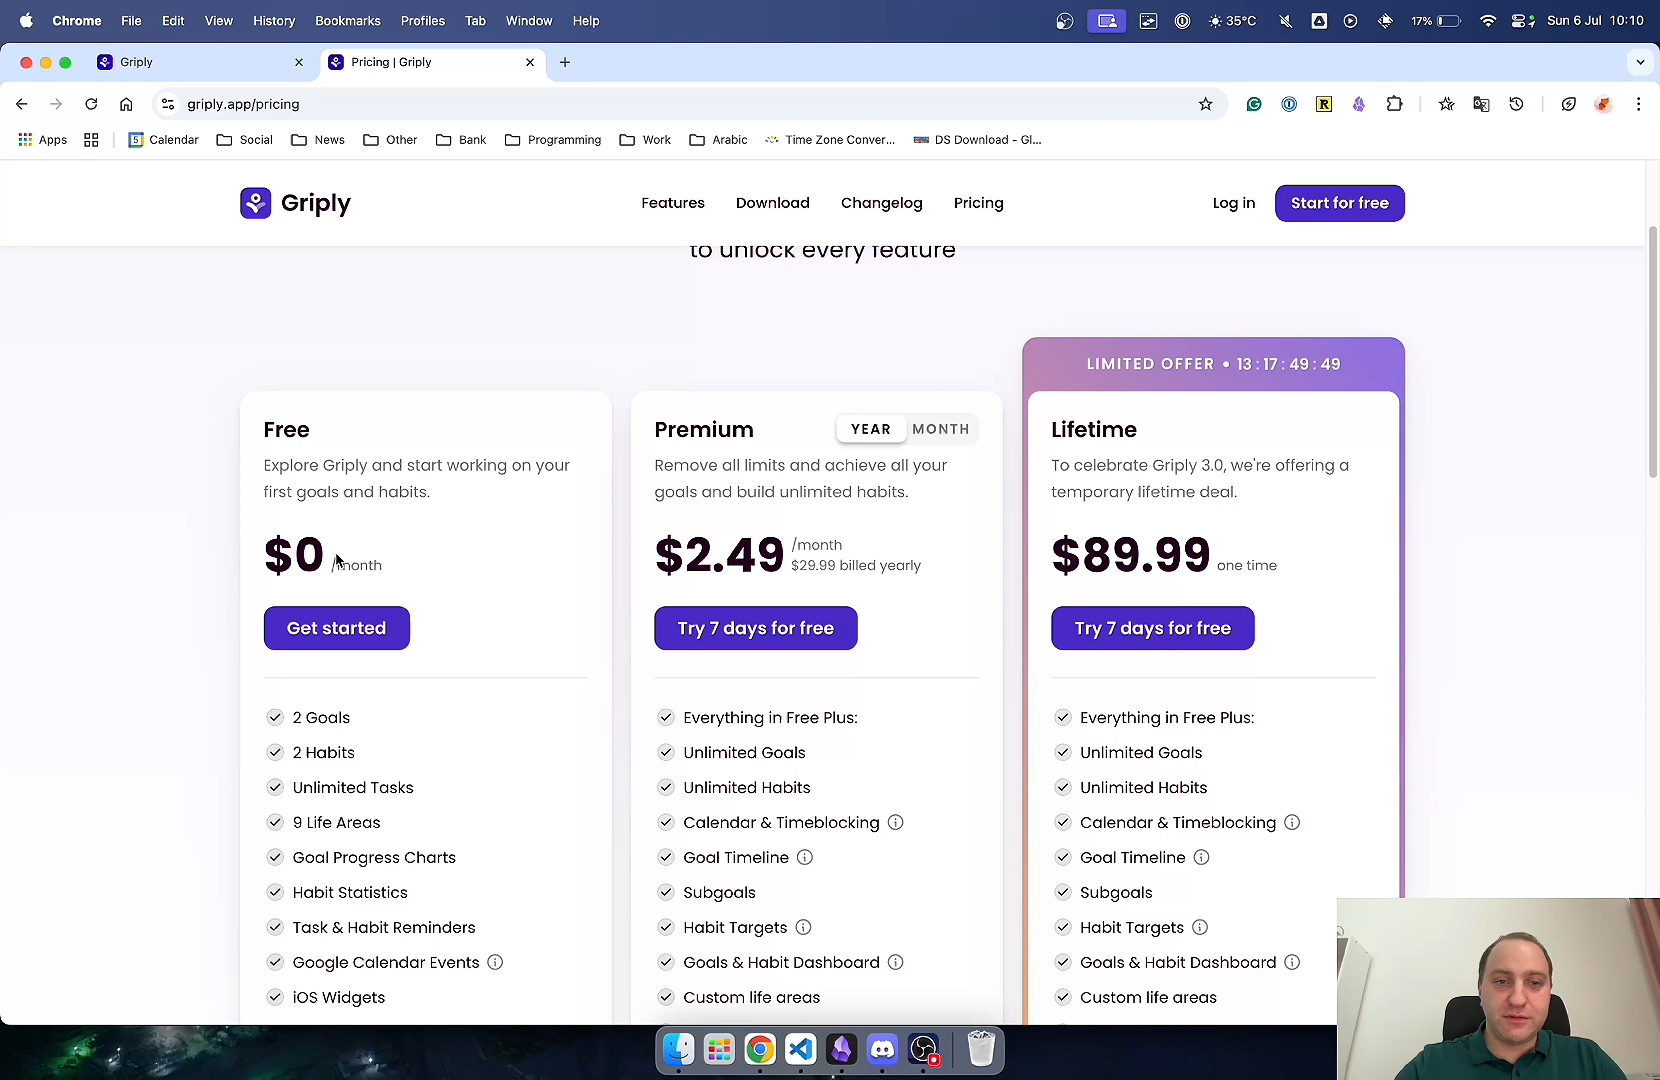 Chrome File Edit View History Bookmarks Profiles Tab Window Help 35°C 17% Sun 6 Jul 10:10
Griply Pricing | Griply
griply.app/pricing
Apps Calendar Social News Other Bank Programming Work Arabic Time Zone Conver... DS Download - Gl...
Griply Features Download Changelog Pricing Log in Start for free
to unlock every feature
LIMITED OFFER • 13 : 17 : 49 : 49
Free
Explore Griply and start working on your
first goals and habits.
$0 /month
Get started
2 Goals
2 Habits
Unlimited Tasks
9 Life Areas
Goal Progress Charts
Habit Statistics
Task & Habit Reminders
Google Calendar Events
iOS Widgets
Premium YEAR MONTH
Remove all limits and achieve all your
goals and build unlimited habits.
$2.49 /month
$29.99 billed yearly
Try 7 days for free
Everything in Free Plus:
Unlimited Goals
Unlimited Habits
Calendar & Timeblocking
Goal Timeline
Subgoals
Habit Targets
Goals & Habit Dashboard
Custom life areas
Lifetime
To celebrate Griply 3.0, we're offering a
temporary lifetime deal.
$89.99 one time
Try 7 days for free
Everything in Free Plus:
Unlimited Goals
Unlimited Habits
Calendar & Timeblocking
Goal Timeline
Subgoals
Habit Targets
Goals & Habit Dashboard
Custom life areas